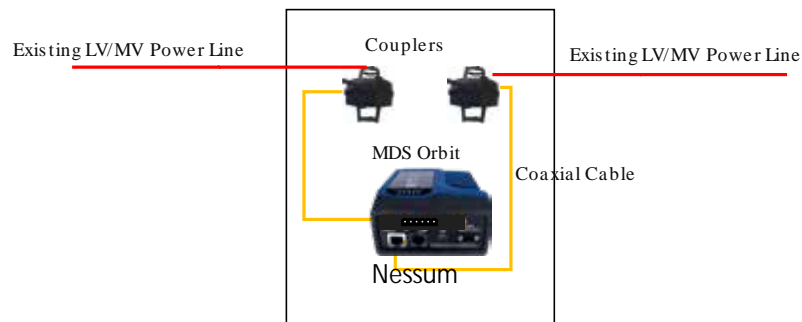 Couplers
Existing LV/MV Power Line
Existing LV/MV Power Line
MDS Orbit
Coaxial Cable
Nessum